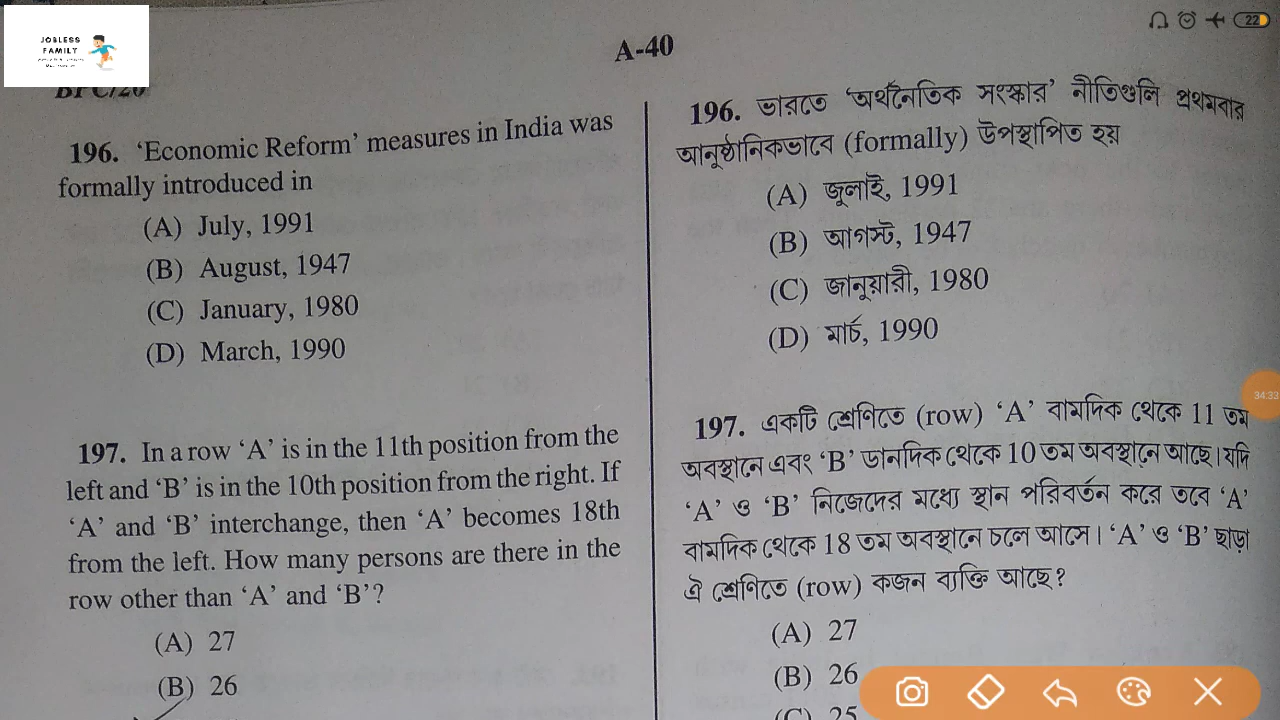 JOBLESS
FAMILY
22
A-40
BPC/20
196. ‘Economic Reform’ measures in India was
formally introduced in
(A) July, 1991
(B) August, 1947
(C) January, 1980
(D) March, 1990
197. In a row ‘A’ is in the 11th position from the
left and ‘B’ is in the 10th position from the right. If
‘A’ and ‘B’ interchange, then ‘A’ becomes 18th
from the left. How many persons are there in the
row other than ‘A’ and ‘B’?
(A) 27
(B) 26
196. ভারতে ‘অর্থনৈতিক সংস্কার’ নীতিগুলি প্রথমবার
আনুষ্ঠানিকভাবে (formally) উপস্থাপিত হয়
(A) জুলাই, 1991
(B) আগস্ট, 1947
(C) জানুয়ারী, 1980
(D) মার্চ, 1990
197. একটি শ্রেণিতে (row) ‘A’ বামদিক থেকে 11 তম
অবস্থানে এবং ‘B’ ডানদিক থেকে 10 তম অবস্থানে আছে। যদি
‘A’ ও ‘B’ নিজেদের মধ্যে স্থান পরিবর্তন করে তবে ‘A’
বামদিক থেকে 18 তম অবস্থানে চলে আসে। ‘A’ ও ‘B’ ছাড়া
ঐ শ্রেণিতে (row) কজন ব্যক্তি আছে?
(A) 27
(B) 26
(C) 25
34:33